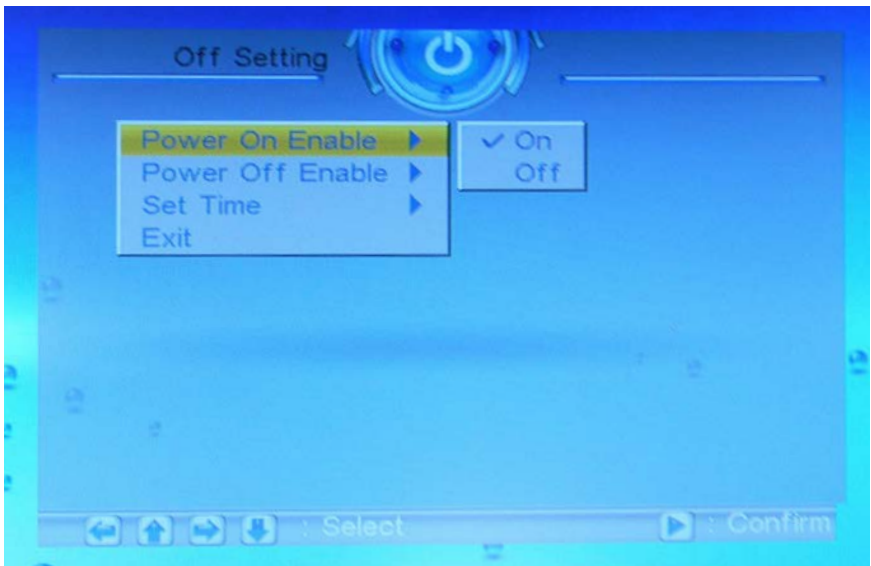 Off Setting
Power On Enable
Power Off Enable
Set Time
Exit
On
Off
: Select
: Confirm